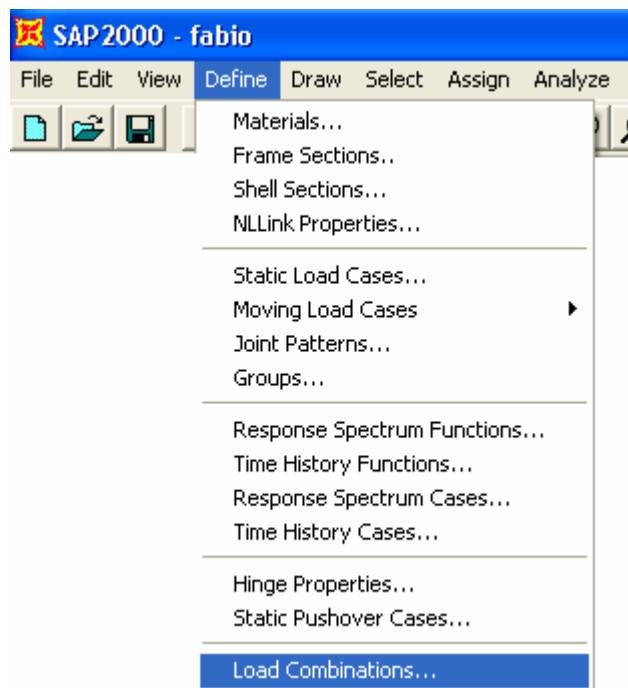 SAP2000 - fabio
File Edit View Define Draw Select Assign Analyze
Materials...
Frame Sections..
Shell Sections...
NLLink Properties...
Static Load Cases...
Moving Load Cases
Joint Patterns...
Groups...
Response Spectrum Functions...
Time History Functions...
Response Spectrum Cases...
Time History Cases...
Hinge Properties...
Static Pushover Cases...
Load Combinations...